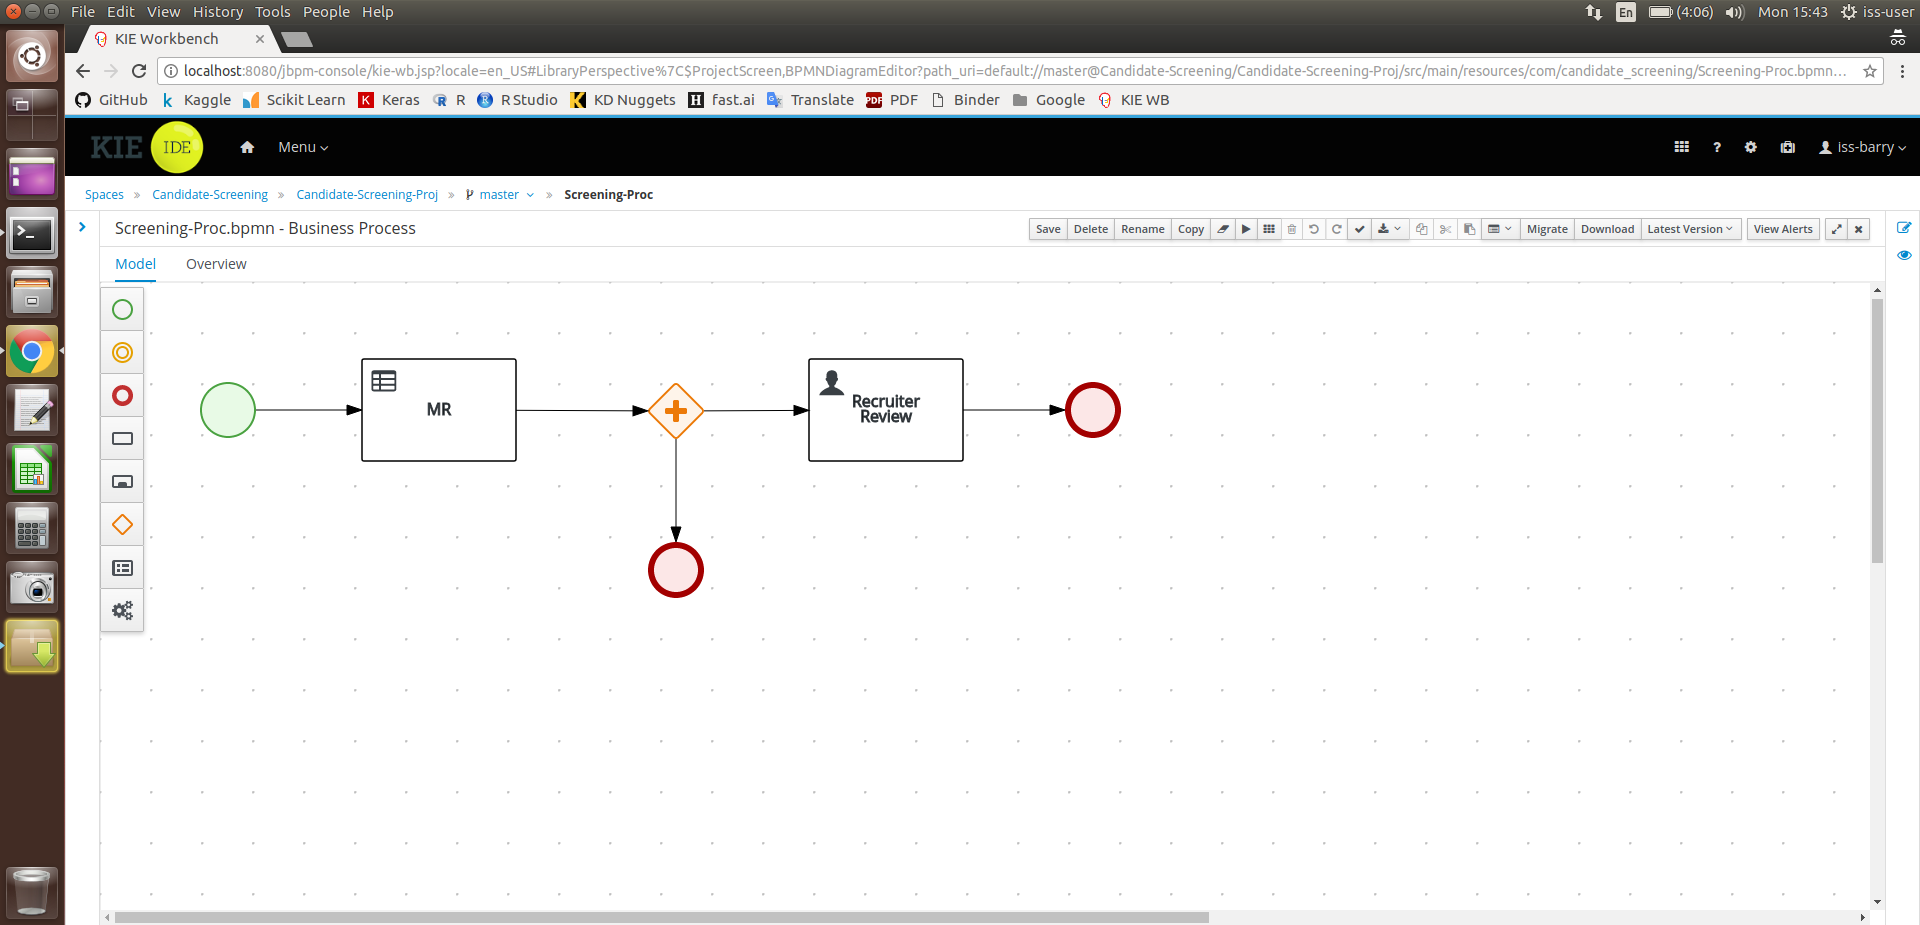 File Edit View History Tools People Help
En (4:06) Mon 15:43 iss-user
KIE Workbench
localhost:8080/jbpm-console/kie-wb.jsp?locale=en_US#LibraryPerspective%7C$ProjectScreen,BPMNDiagramEditor?path_uri=default://master@Candidate-Screening/Candidate-Screening-Proj/src/main/resources/com/candidate_screening/Screening-Proc.bpmn...
GitHub k Kaggle Scikit Learn K Keras R R R RStudio K KD Nuggets H fast.ai Translate PDF PDF Binder Google KIE WB
KIE IDE Menu ? iss-barry
Spaces » Candidate-Screening » Candidate-Screening-Proj » master » Screening-Proc
Screening-Proc.bpmn - Business Process
Save Delete Rename Copy Migrate Download Latest Version View Alerts
Model Overview
MR
Recruiter
Review